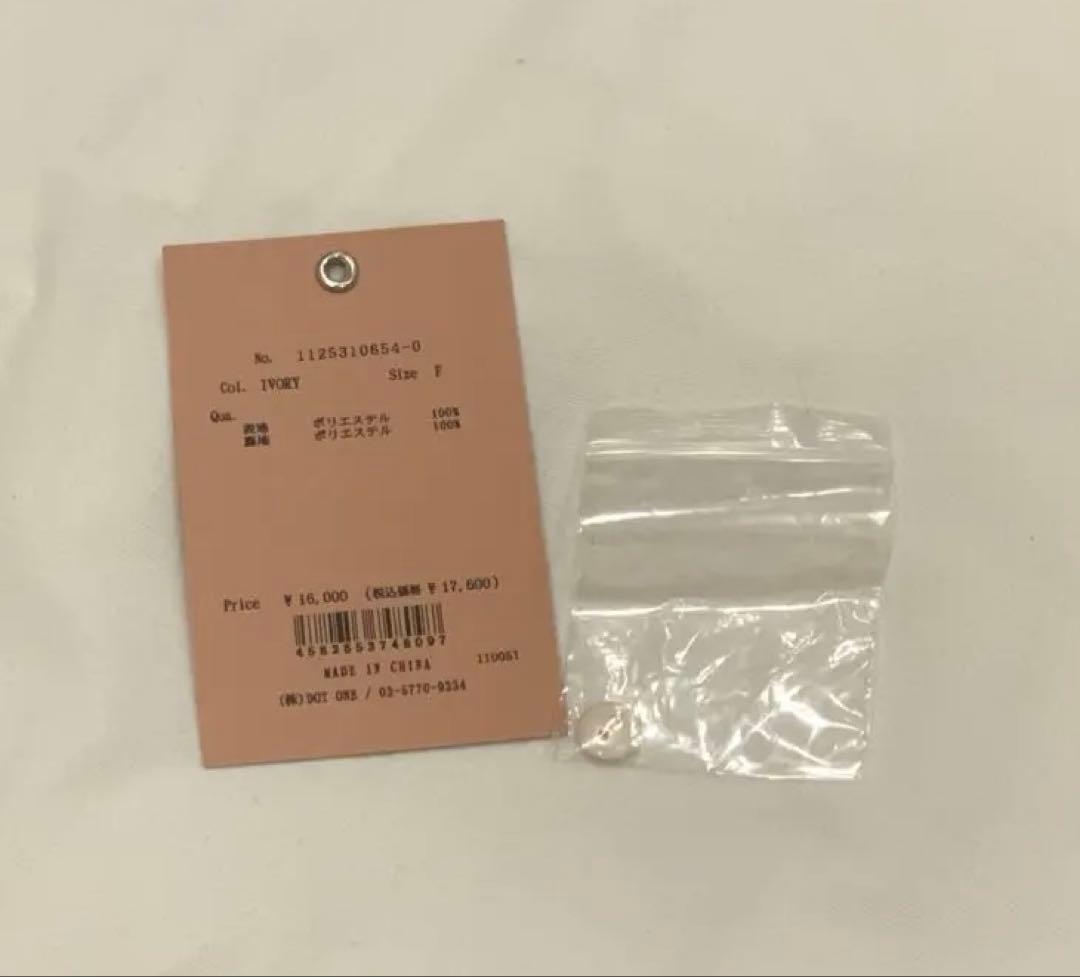 No. 1125310654-0
Col. IVORY Size F
Qua.
表地 ポリエステル 100%
裏地 ポリエステル 100%
Price ¥16,000 (税込価格 ¥17,600)
4582653748097
MADE IN CHINA 110051
(株)DOT ONE / 03-5770-9334